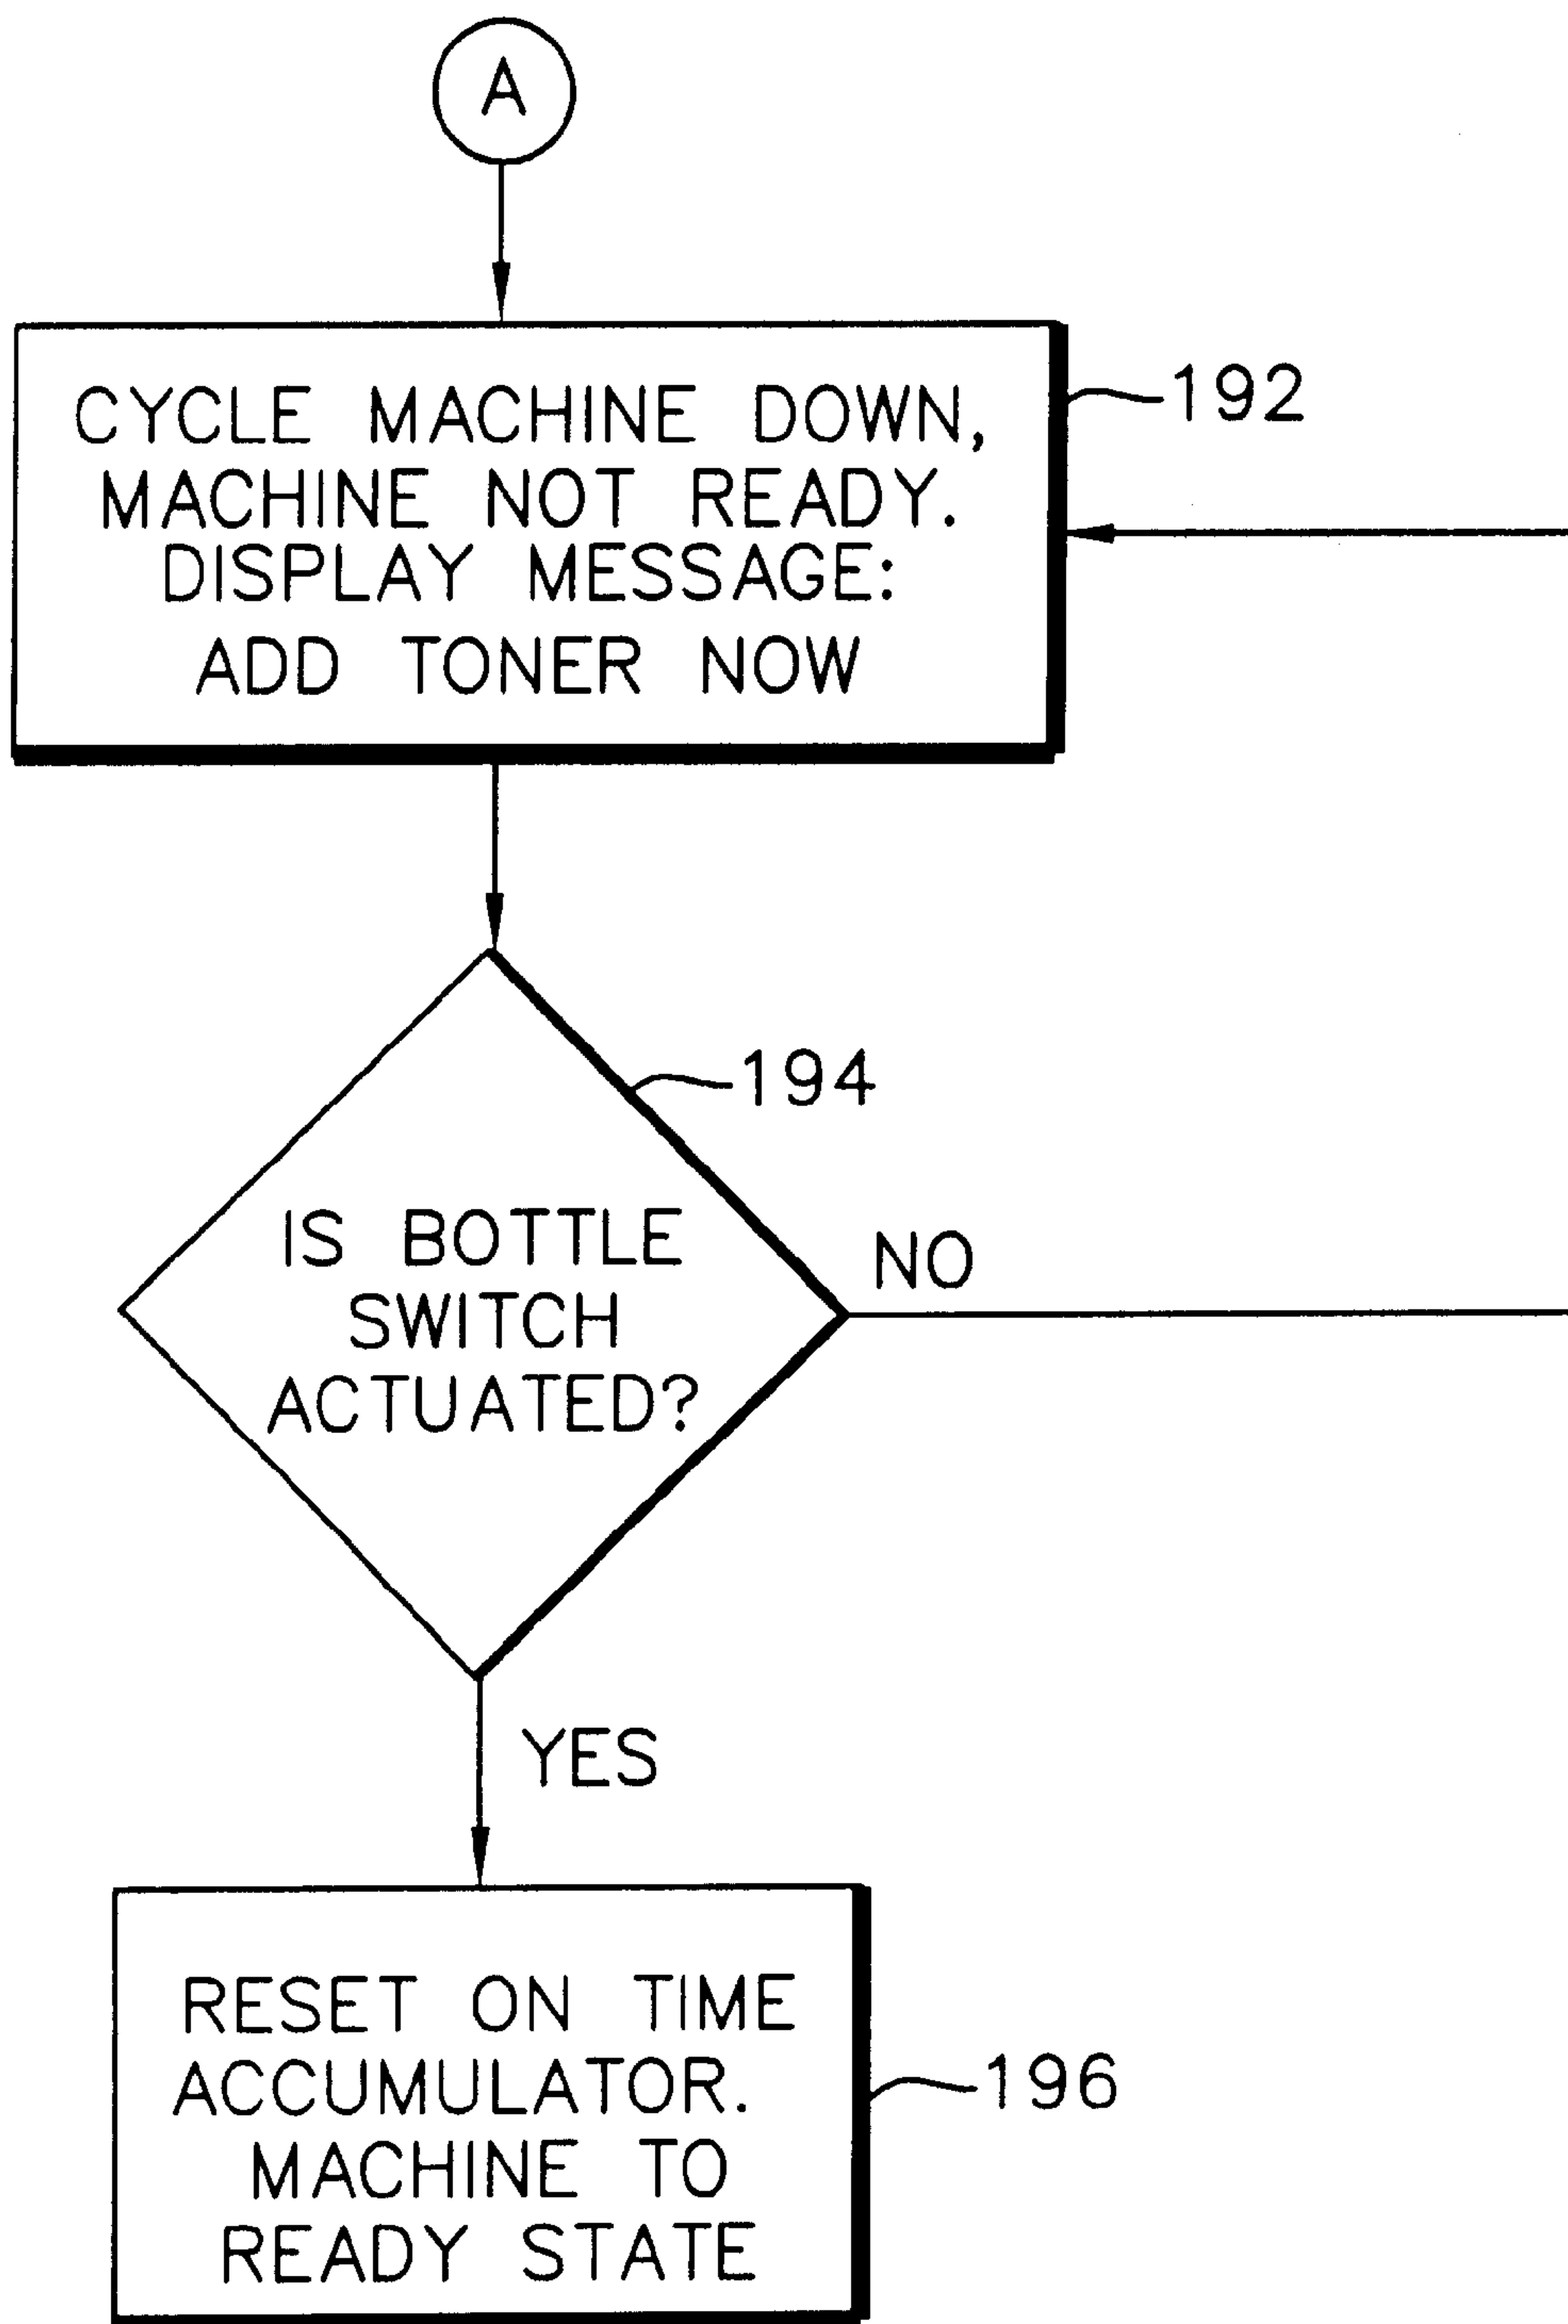 A
CYCLE MACHINE DOWN,
MACHINE NOT READY.
DISPLAY MESSAGE:
ADD TONER NOW
192
194
IS BOTTLE
SWITCH
ACTUATED?
NO
YES
RESET ON TIME
ACCUMULATOR.
MACHINE TO
READY STATE
196